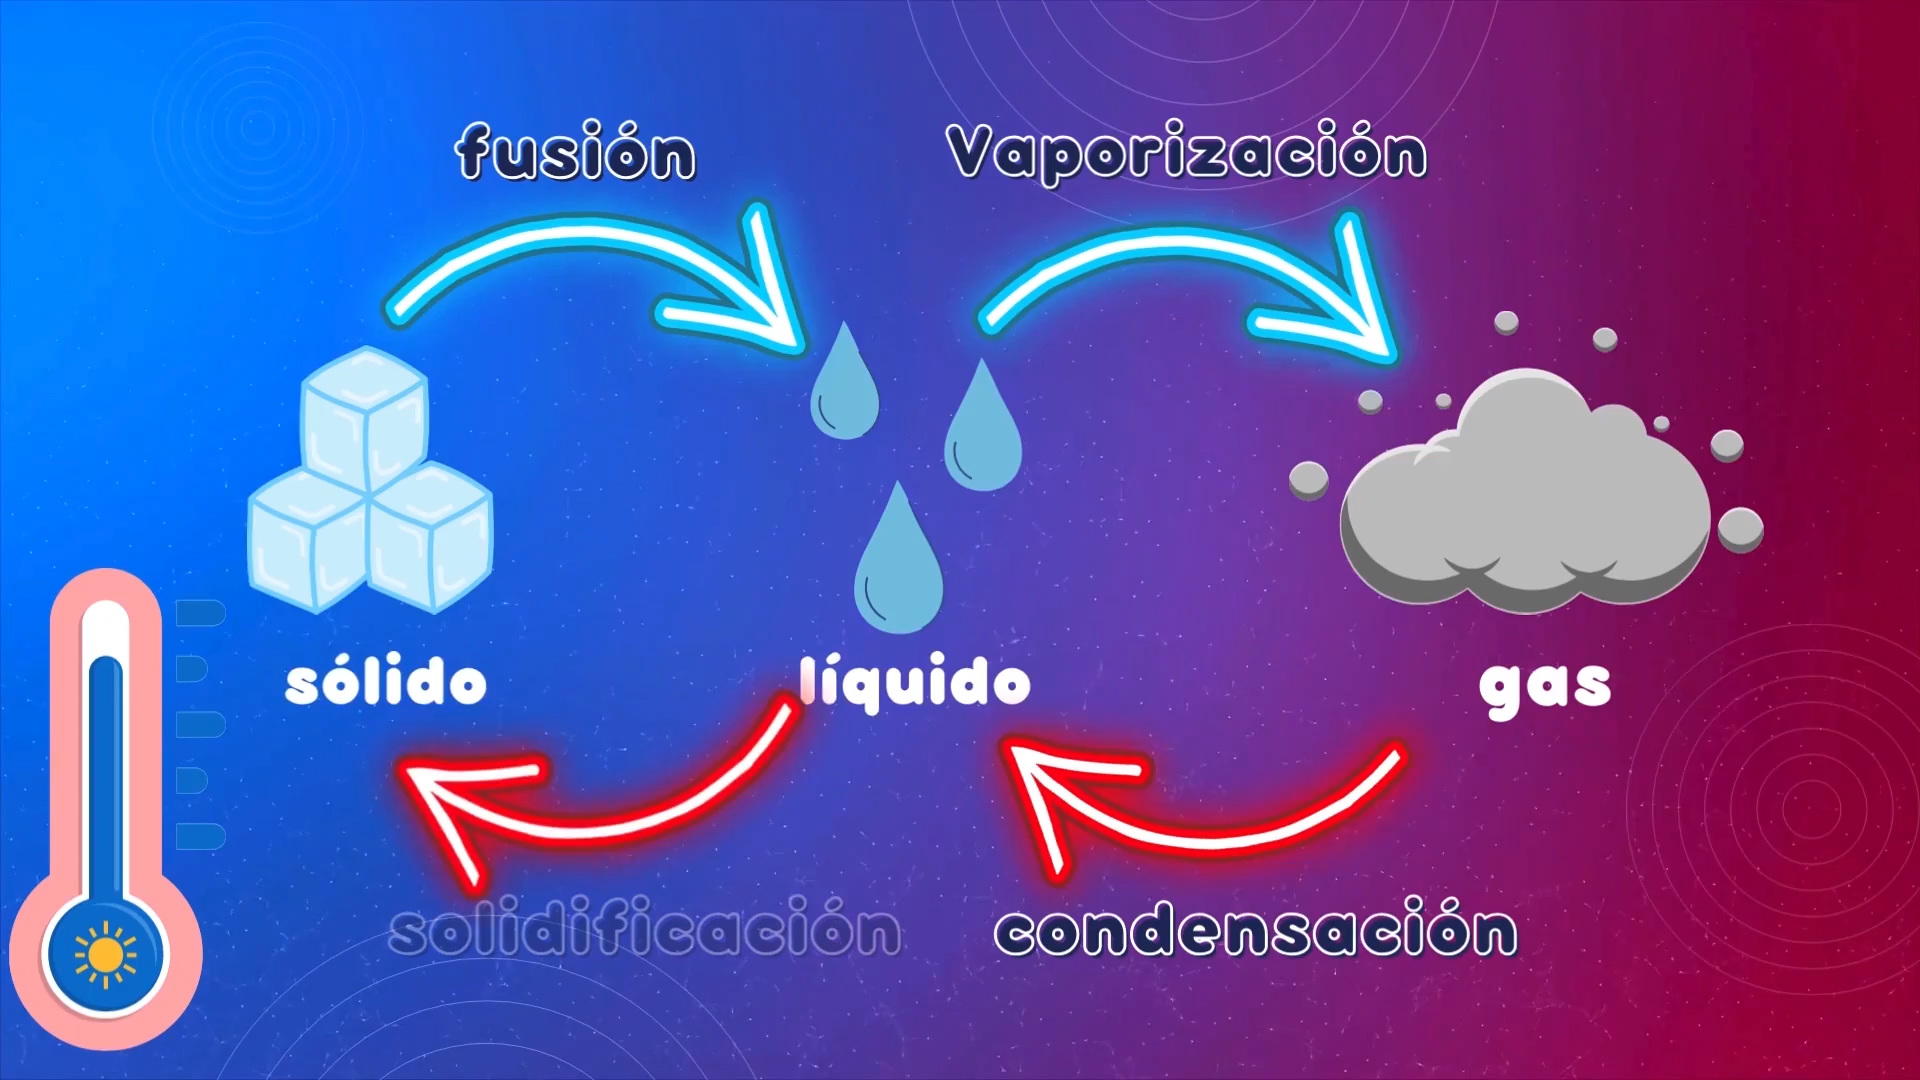 fusión
Vaporización
sólido
líquido
gas
solidificación
condensación